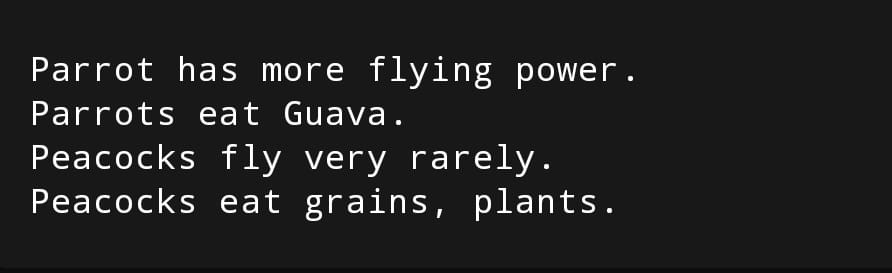 Parrot has more flying power.
Parrots eat Guava.
Peacocks fly very rarely.
Peacocks eat grains, plants.